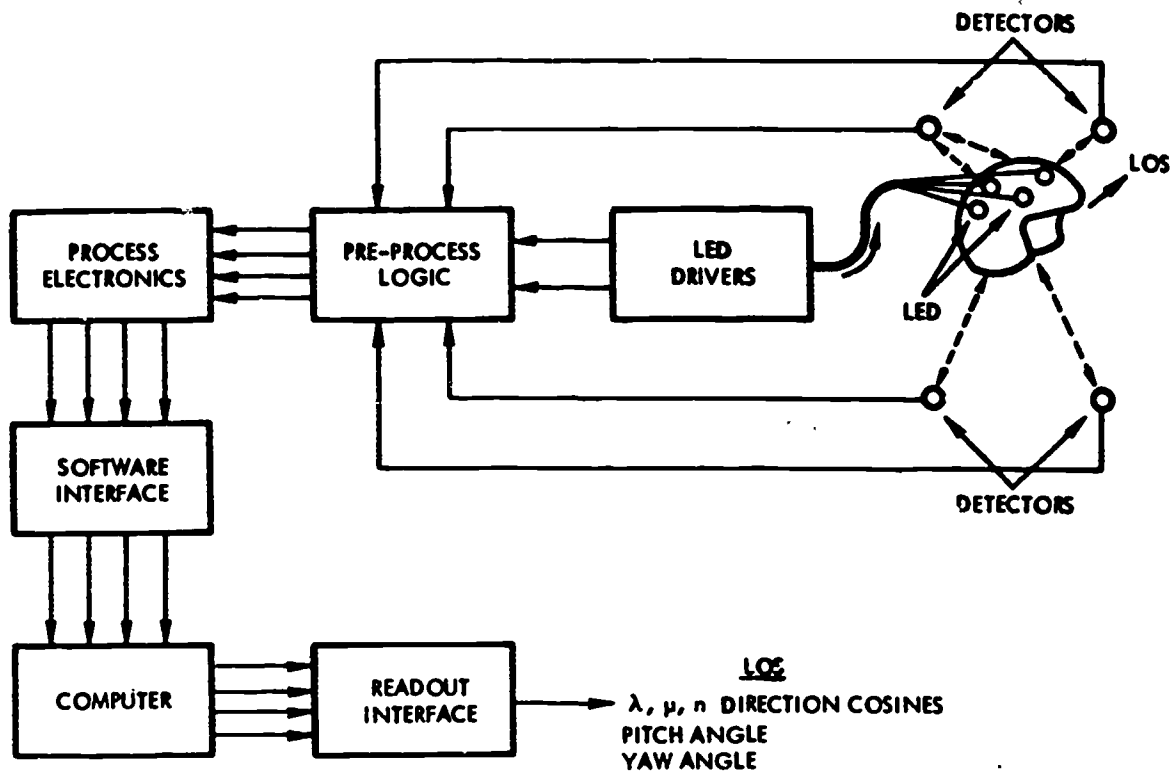 DETECTORS
LOS
PROCESS
ELECTRONICS
PRE-PROCESS
LOGIC
LED
DRIVERS
LED
SOFTWARE
INTERFACE
DETECTORS
COMPUTER
READOUT
INTERFACE
LOS
λ, μ, n DIRECTION COSINES
PITCH ANGLE
YAW ANGLE